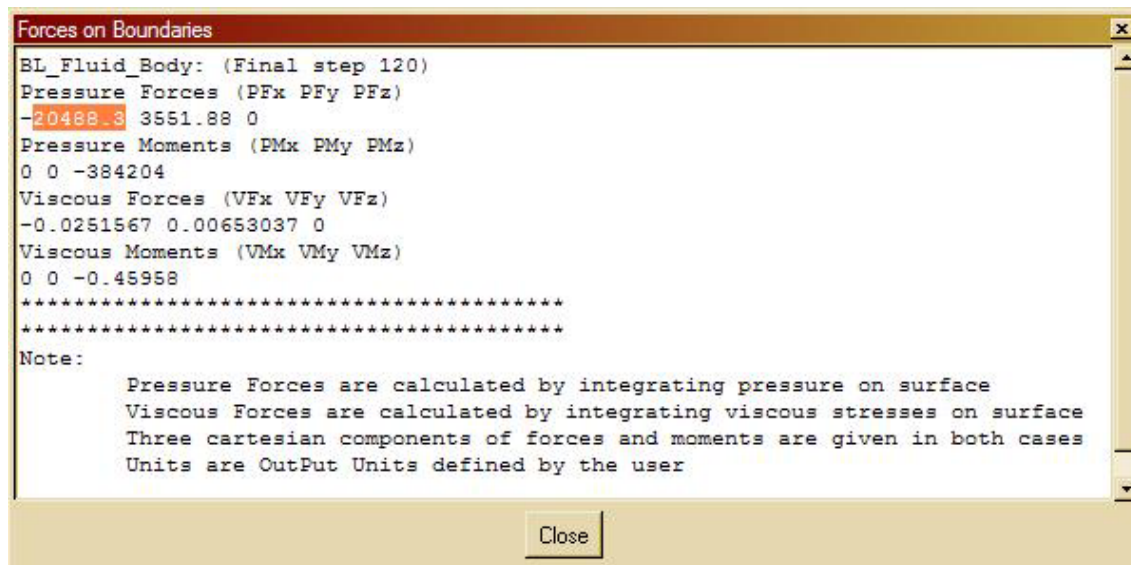 Forces on Boundaries
BL_Fluid_Body: (Final step 120)
Pressure Forces (PFx PFy PFz)
-20488.3 3551.88 0
Pressure Moments (PMx PMy PMz)
0 0 -384204
Viscous Forces (VFx VFy VFz)
-0.0251567 0.00653037 0
Viscous Moments (VMx VMy VMz)
0 0 -0.45958
*****************************************
*****************************************
Note:
Pressure Forces are calculated by integrating pressure on surface
Viscous Forces are calculated by integrating viscous stresses on surface
Three cartesian components of forces and moments are given in both cases
Units are OutPut Units defined by the user
Close